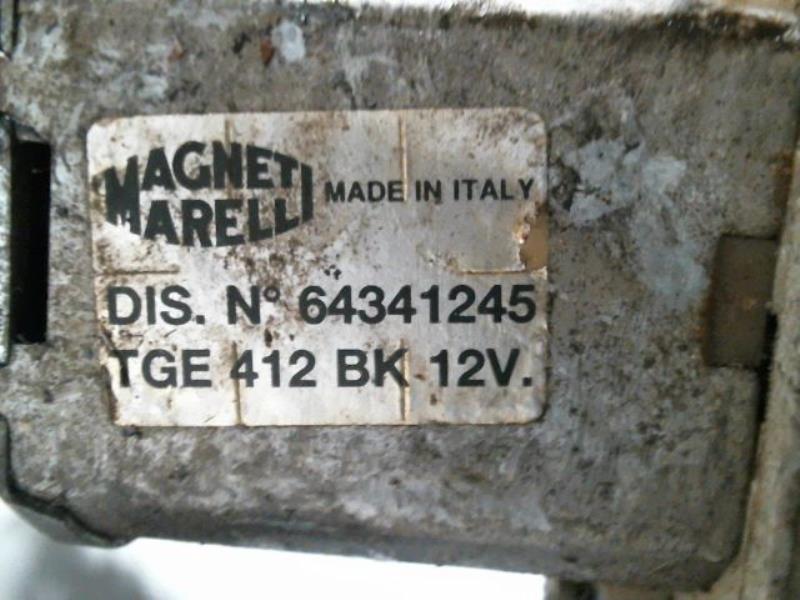 MAGNETI
MARELLI
MADE IN ITALY
DIS. N° 64341245
TGE 412 BK 12V.